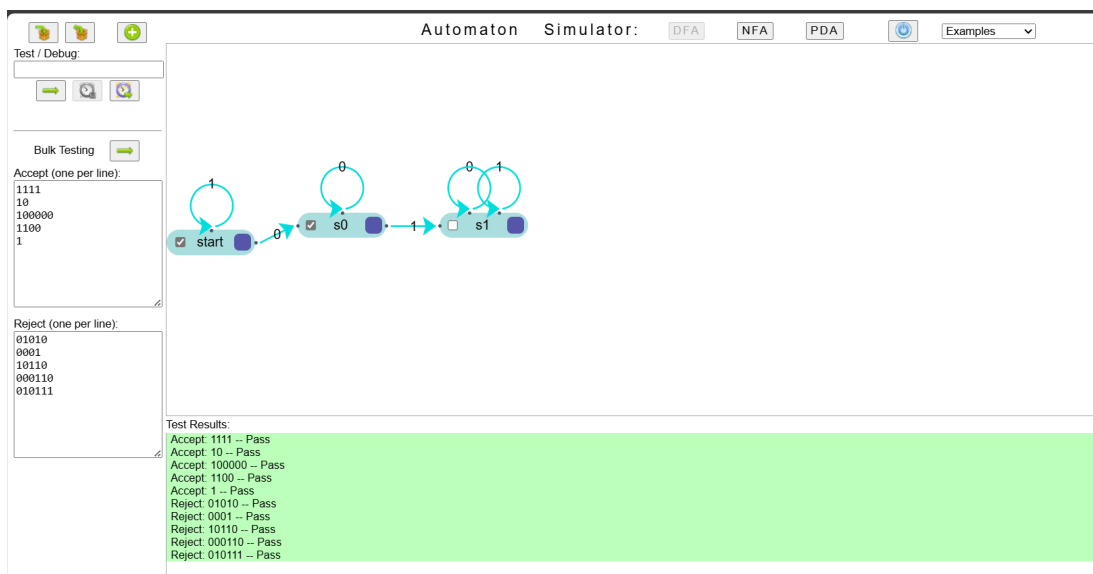 Automaton Simulator: DFA NFA PDA Examples
Test / Debug:
Bulk Testing
Accept (one per line):
1111
10
100000
1100
1
Reject (one per line):
01010
0001
10110
000110
010111
1
0
0 1
start
0
s0
1
s1
Test Results:
Accept: 1111 -- Pass
Accept: 10 -- Pass
Accept: 100000 -- Pass
Accept: 1100 -- Pass
Accept: 1 -- Pass
Reject: 01010 -- Pass
Reject: 0001 -- Pass
Reject: 10110 -- Pass
Reject: 000110 -- Pass
Reject: 010111 -- Pass